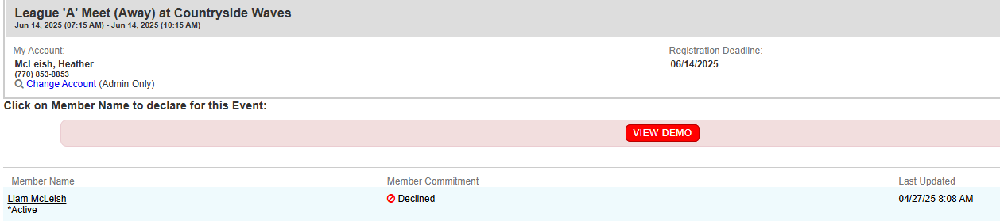 League 'A' Meet (Away) at Countryside Waves
Jun 14, 2025 (07:15 AM) - Jun 14, 2025 (10:15 AM)
My Account:
Registration Deadline:
McLeish, Heather
06/14/2025
(770) 853-8853
Change Account (Admin Only)
Click on Member Name to declare for this Event:
VIEW DEMO
Member Name Member Commitment Last Updated
Liam McLeish Declined 04/27/25 8:08 AM
*Active